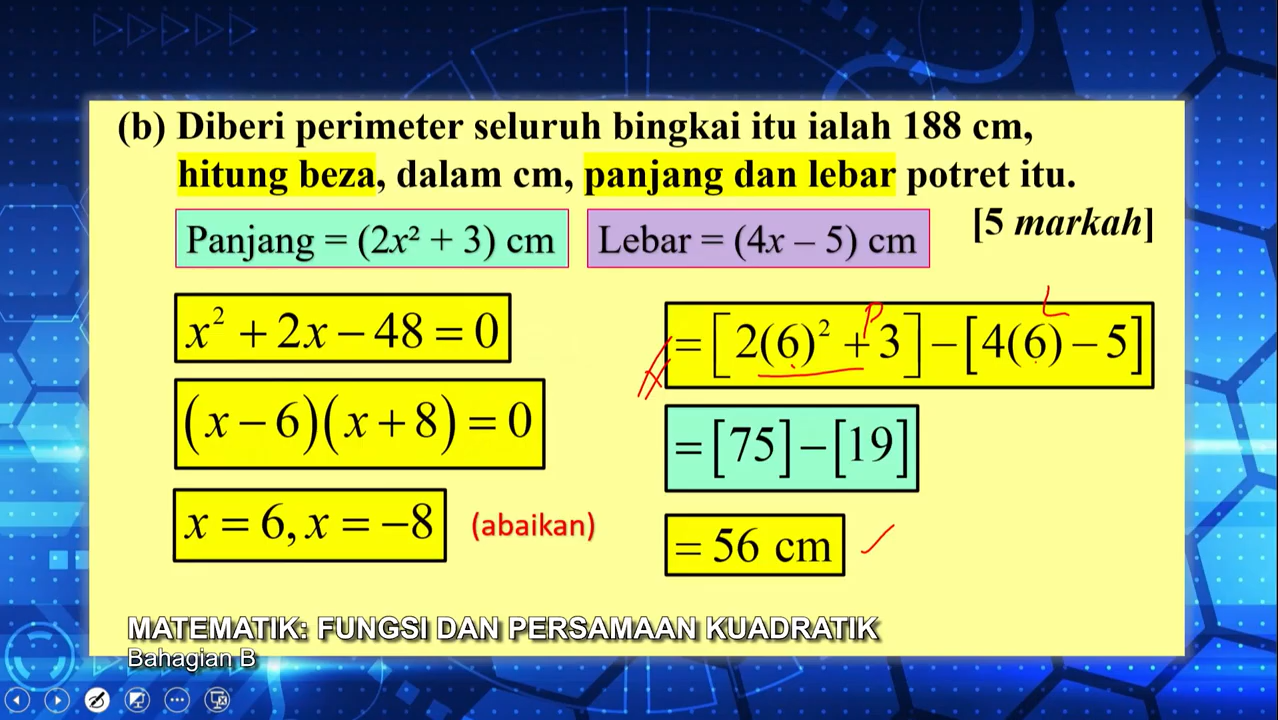 (b) Diberi perimeter seluruh bingkai itu ialah 188 cm,
hitung beza, dalam cm, panjang dan lebar potret itu.
[5 markah]
Panjang = (2x² + 3) cm
Lebar = (4x – 5) cm
x² + 2x − 48 = 0
(x − 6)(x + 8) = 0
x = 6, x = −8
(abaikan)
P
L
= [2(6)² + 3] − [4(6) − 5]
= [75] − [19]
= 56 cm
MATEMATIK: FUNGSI DAN PERSAMAAN KUADRATIK
Bahagian B